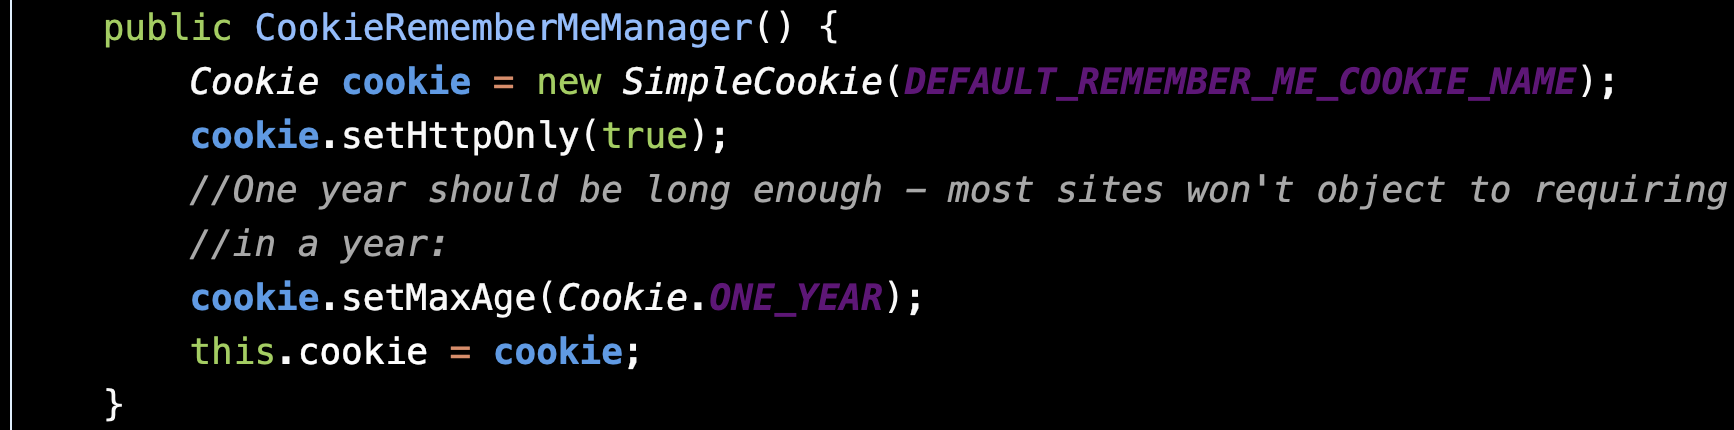 public CookieRememberMeManager() {
Cookie cookie = new SimpleCookie(DEFAULT_REMEMBER_ME_COOKIE_NAME);
cookie.setHttpOnly(true);
//One year should be long enough - most sites won't object to requiring
//in a year:
cookie.setMaxAge(Cookie.ONE_YEAR);
this.cookie = cookie;
}